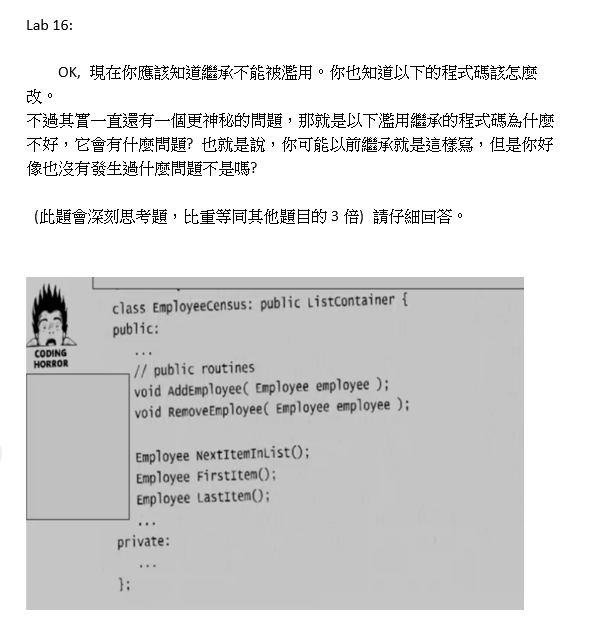 Lab 16:
OK, 現在你應該知道繼承不能被濫用。你也知道以下的程式碼該怎麼
改。
不過其實一直還有一個更神秘的問題，那就是以下濫用繼承的程式碼為什麼
不好，它會有什麼問題? 也就是說，你可能以前繼承就是這樣寫，但是你好
像也沒有發生過什麼問題不是嗎?
(此題會深刻思考題，比重等同其他題目的 3 倍) 請仔細回答。
class EmployeeCensus: public ListContainer {
public:
...
// public routines
void AddEmployee( Employee employee );
void RemoveEmployee( Employee employee );
Employee NextItemInList();
Employee FirstItem();
Employee LastItem();
...
private:
...
};
CODING
HORROR